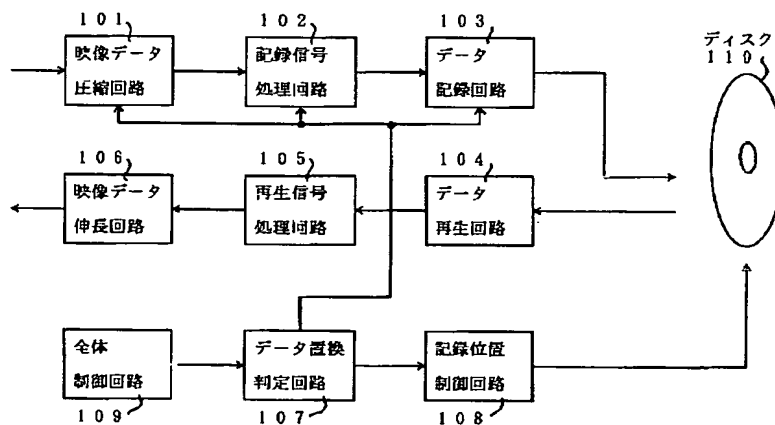 101
映像データ
圧縮回路
102
記録信号
処理回路
103
データ
記録回路
ディスク
110
106
映像データ
伸長回路
105
再生信号
処理回路
104
データ
再生回路
全体
制御回路
109
データ置換
判定回路
107
記録位置
制御回路
108